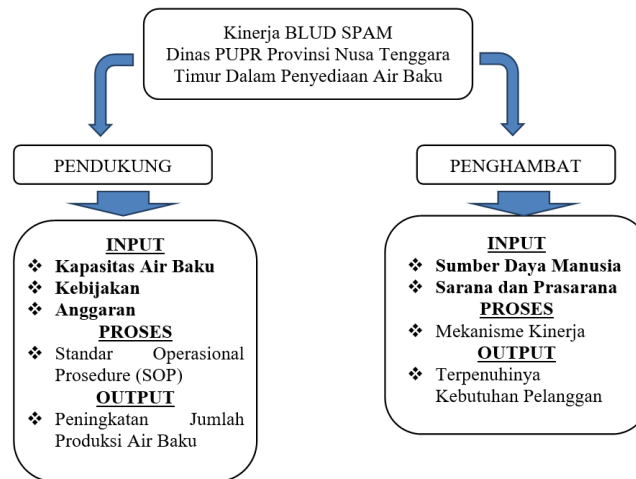 Kinerja BLUD SPAM
Dinas PUPR Provinsi Nusa Tenggara
Timur Dalam Penyediaan Air Baku
PENDUKUNG
INPUT
❖ Kapasitas Air Baku
❖ Kebijakan
❖ Anggaran
PROSES
❖ Standar Operasional
Prosedure (SOP)
OUTPUT
❖ Peningkatan Jumlah
Produksi Air Baku
PENGHAMBAT
INPUT
❖ Sumber Daya Manusia
❖ Sarana dan Prasarana
PROSES
❖ Mekanisme Kinerja
OUTPUT
❖ Terpenuhinya
Kebutuhan Pelanggan